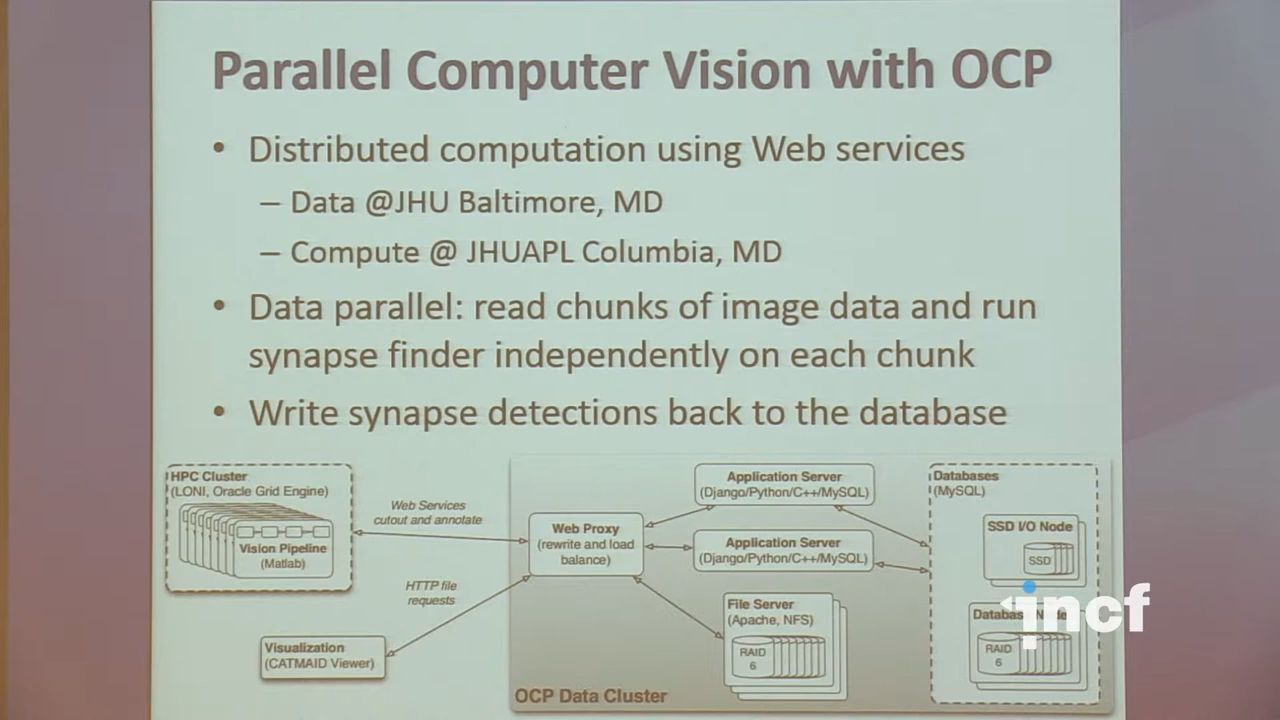 Parallel Computer Vision with OCP
• Distributed computation using Web services
– Data @JHU Baltimore, MD
– Compute @ JHUAPL Columbia, MD
• Data parallel: read chunks of image data and run
synapse finder independently on each chunk
• Write synapse detections back to the database
HPC Cluster
(LONI, Oracle Grid Engine)
Vision Pipeline
(Matlab)
Web Services
cutout and annotate
HTTP file
requests
Visualization
(CATMAID Viewer)
Web Proxy
(rewrite and load
balance)
Application Server
(Django/Python/C++/MySQL)
Application Server
(Django/Python/C++/MySQL)
File Server
(Apache, NFS)
RAID
6
OCP Data Cluster
Databases
(MySQL)
SSD I/O Node
SSD
Database
RAID
6
incf